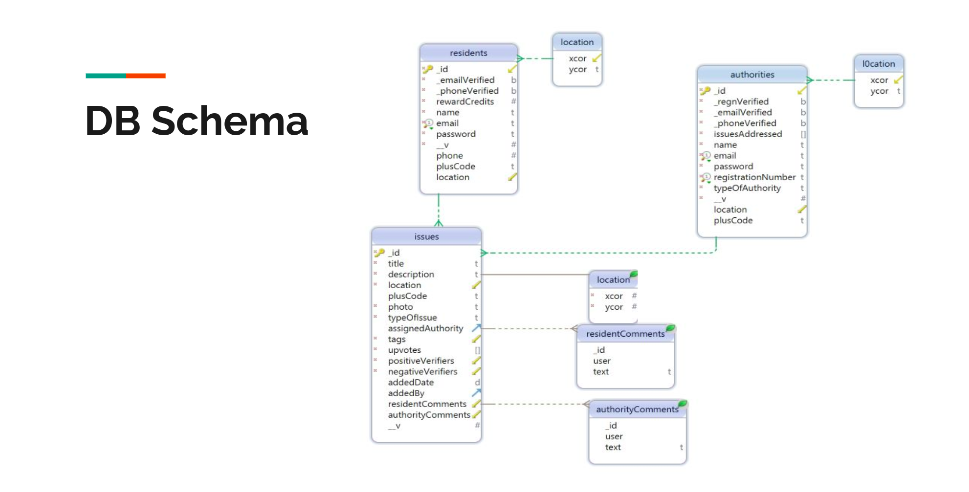 DB Schema
residents
_id
_emailVerified b
_phoneVerified b
rewardCredits #
name t
email t
password t
__v #
phone #
plusCode t
location
location
xcor
ycor t
authorities
_id
_regnVerified b
_emailVerified b
_phoneVerified b
issuesAddressed []
name t
email t
password t
registrationNumber t
typeOfAuthority t
__v #
location
plusCode t
l0cation
xcor
ycor t
issues
_id
title t
description t
location
plusCode t
photo t
typeOfIssue t
assignedAuthority
tags
upvotes []
positiveVerifiers
negativeVerifiers
addedDate d
addedBy
residentComments
authorityComments
__v #
location
xcor #
ycor #
residentComments
_id
user
text t
authorityComments
_id
user
text t